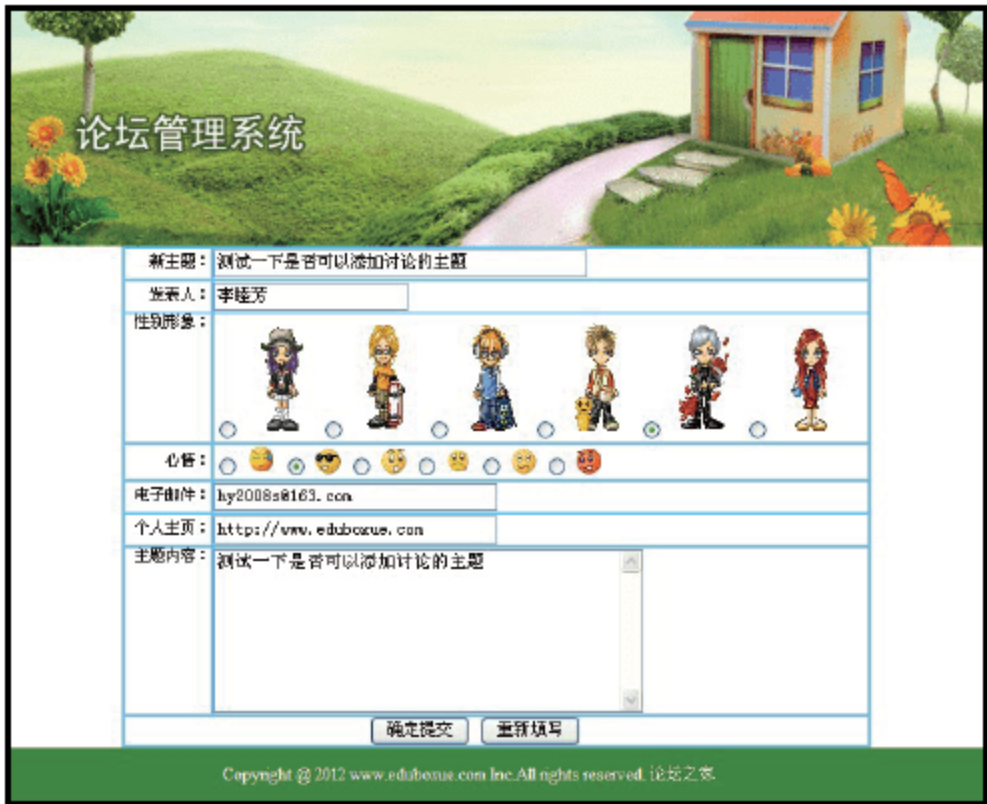 论坛管理系统
新主题: 测试一下是否可以添加讨论的主题
发表人: 李晓芳
性别形象:
心情:
电子邮件: hy2008s@163.com
个人主页: http://www.eduboxue.com
主题内容: 测试一下是否可以添加讨论的主题
确定提交 重新填写
Copyright @ 2012 www.eduboxue.com Inc.All rights reserved. 论坛之家